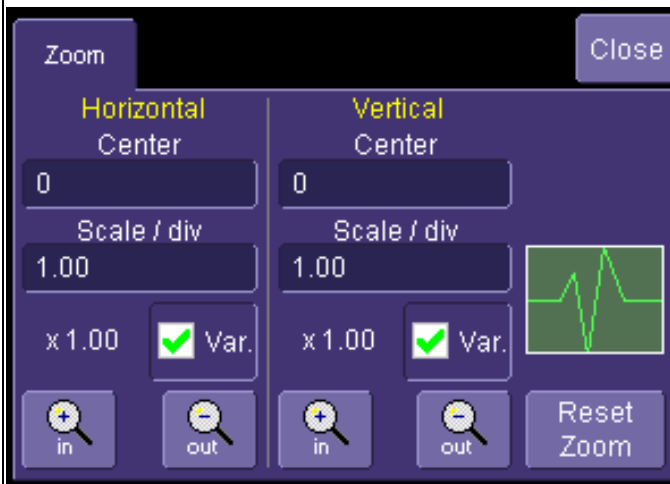 Zoom
Close
Horizontal
Vertical
Center
Center
0
0
Scale / div
Scale / div
1.00
1.00
x 1.00
Var.
x 1.00
Var.
in
out
in
out
Reset
Zoom